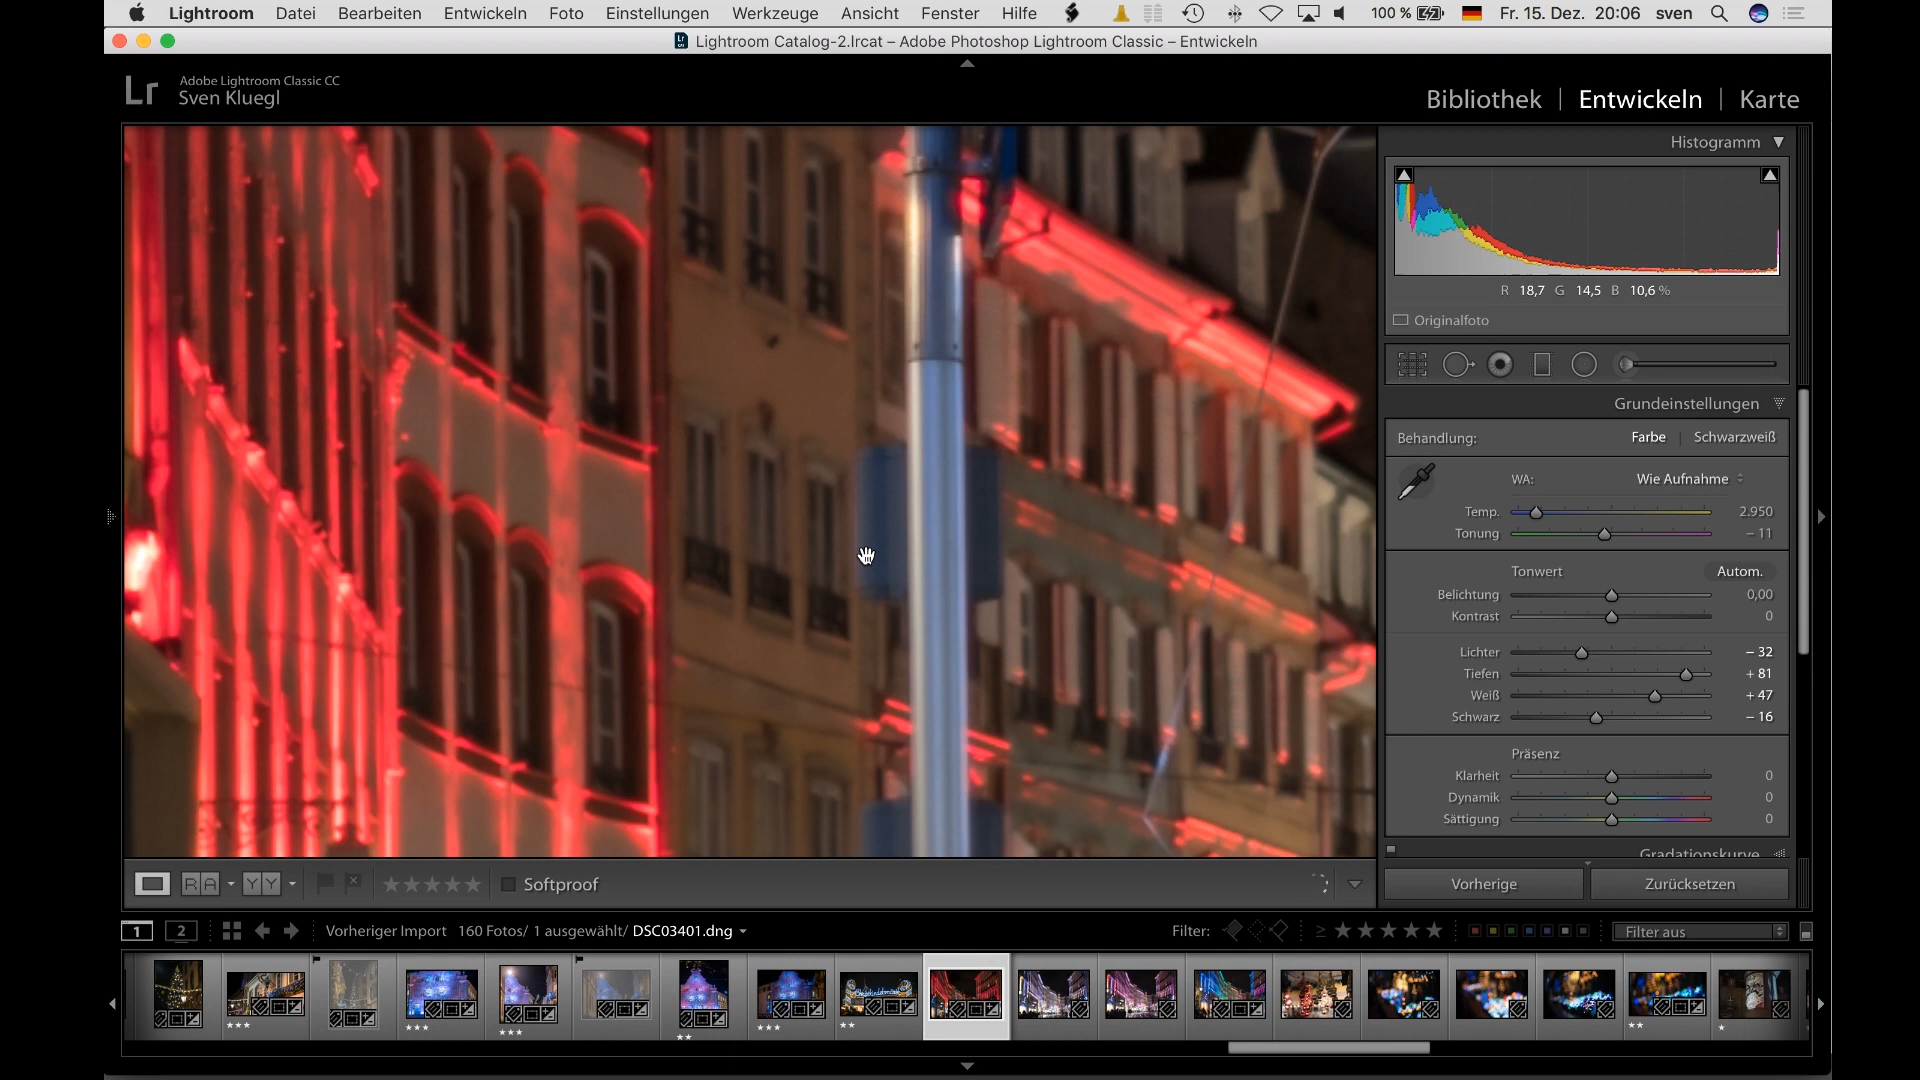 Lightroom Datei Bearbeiten Entwickeln Foto Einstellungen Werkzeuge Ansicht Fenster Hilfe 100 % Fr. 15. Dez. 20:06 sven
Lightroom Catalog-2.lrcat – Adobe Photoshop Lightroom Classic – Entwickeln
Lr Adobe Lightroom Classic CC
Sven Kluegl
Bibliothek | Entwickeln | Karte
Histogramm
R 18,7 G 14,5 B 10,6 %
Originalfoto
Grundeinstellungen
Behandlung: Farbe | Schwarzweiß
WA: Wie Aufnahme
Temp. 2.950
Tonung – 11
Tonwert Autom.
Belichtung 0,00
Kontrast 0
Lichter – 32
Tiefen + 81
Weiß + 47
Schwarz – 16
Präsenz
Klarheit 0
Dynamik 0
Sättigung 0
Gradationskurve
R A Y Y Softproof
Vorherige Zurücksetzen
1 2 Vorheriger Import 160 Fotos/ 1 ausgewählt/ DSC03401.dng Filter: ≥ Filter aus